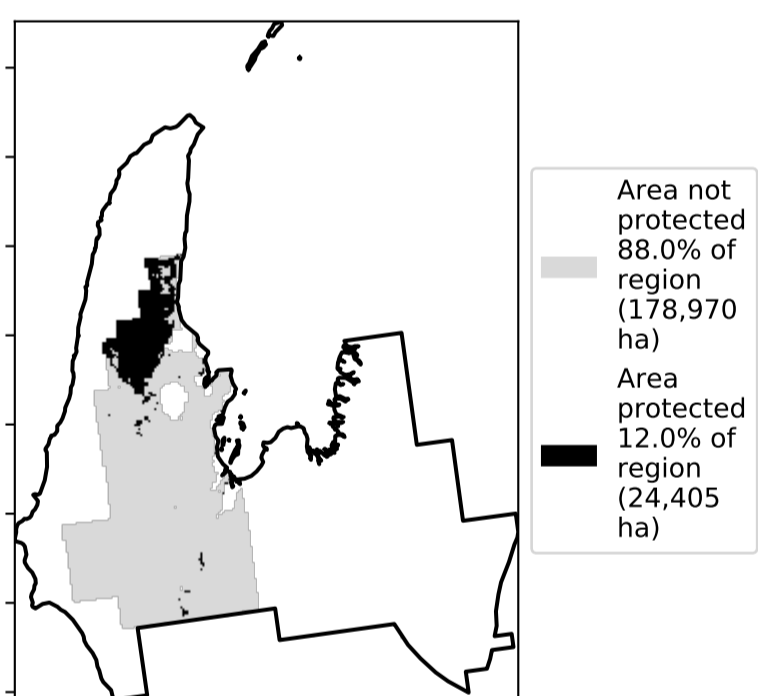 Area not
protected
88.0% of
region
(178,970
ha)
Area
protected
12.0% of
region
(24,405
ha)